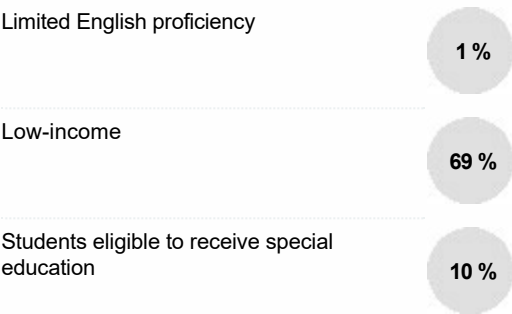 Limited English proficiency
1 %
Low-income
69 %
Students eligible to receive special
education
10 %